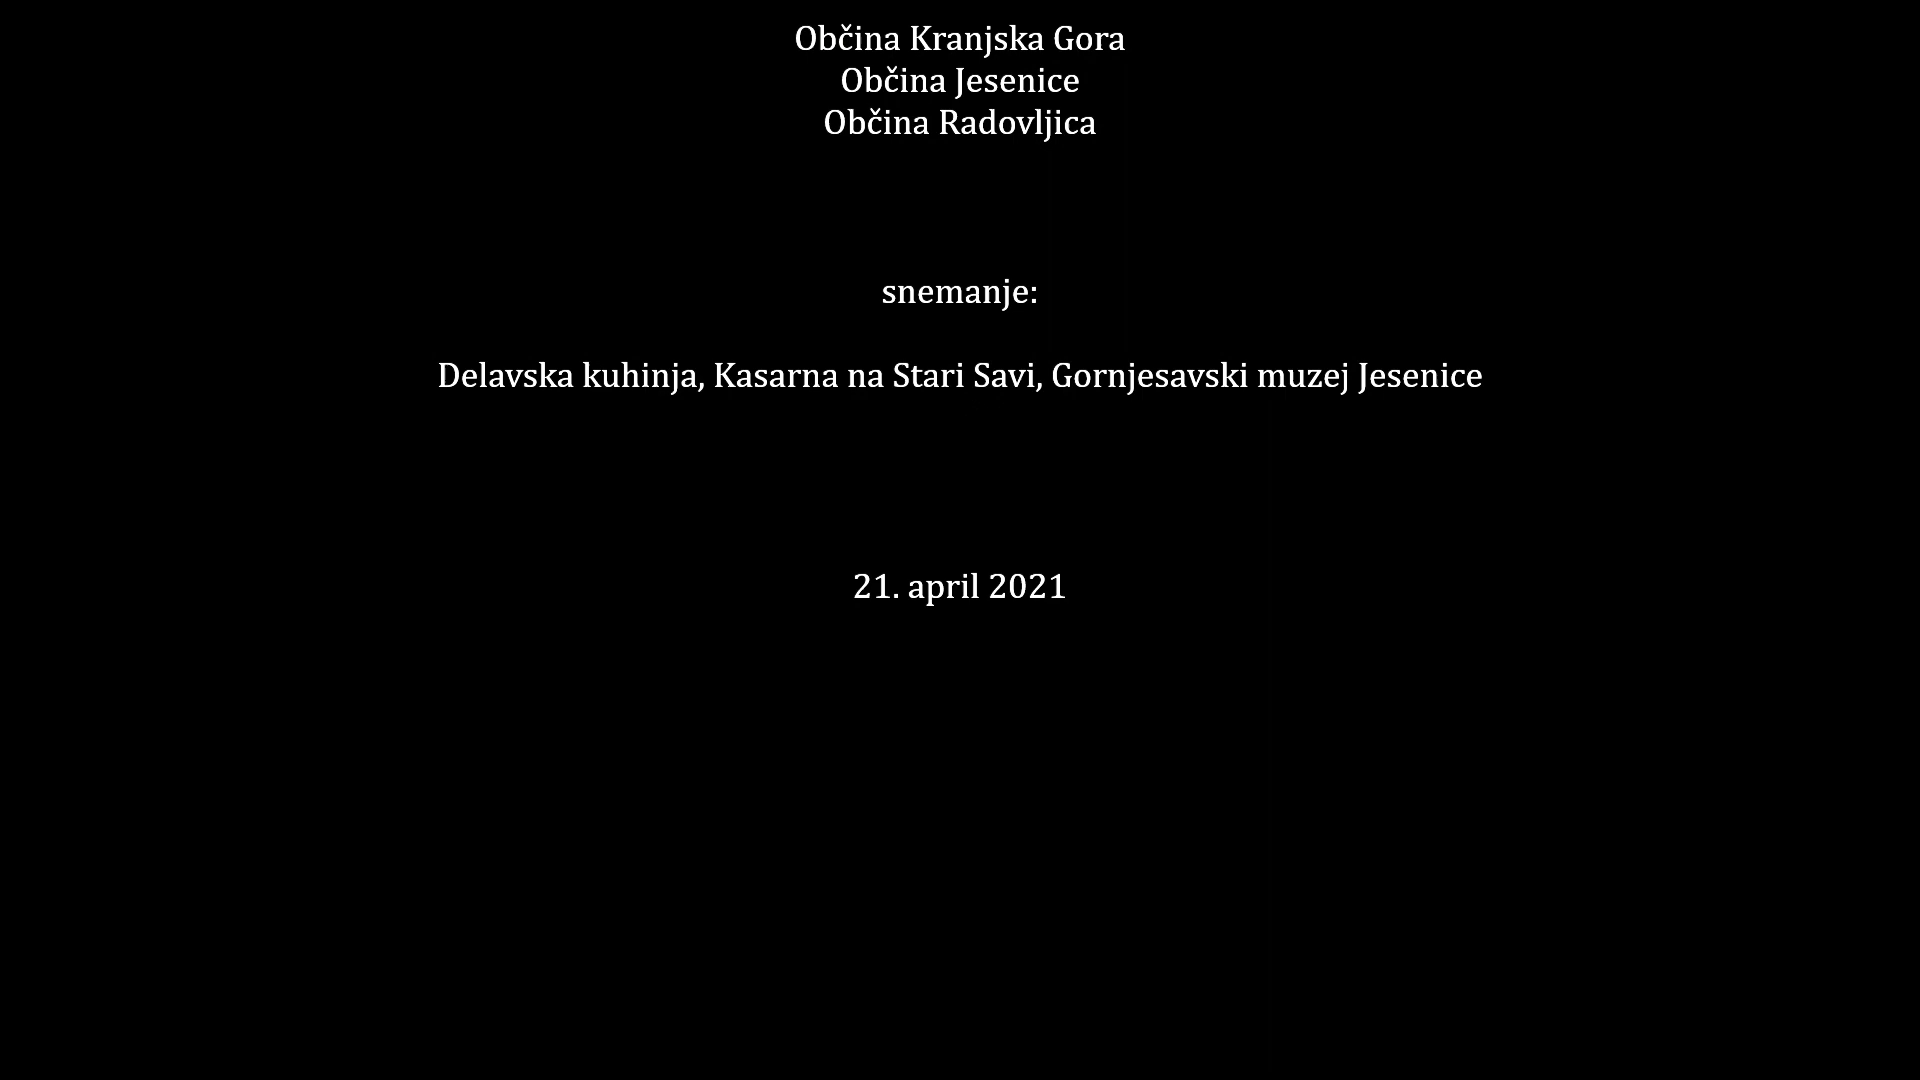 Občina Kranjska Gora
Občina Jesenice
Občina Radovljica
snemanje:
Delavska kuhinja, Kasarna na Stari Savi, Gornjesavski muzej Jesenice
21. april 2021